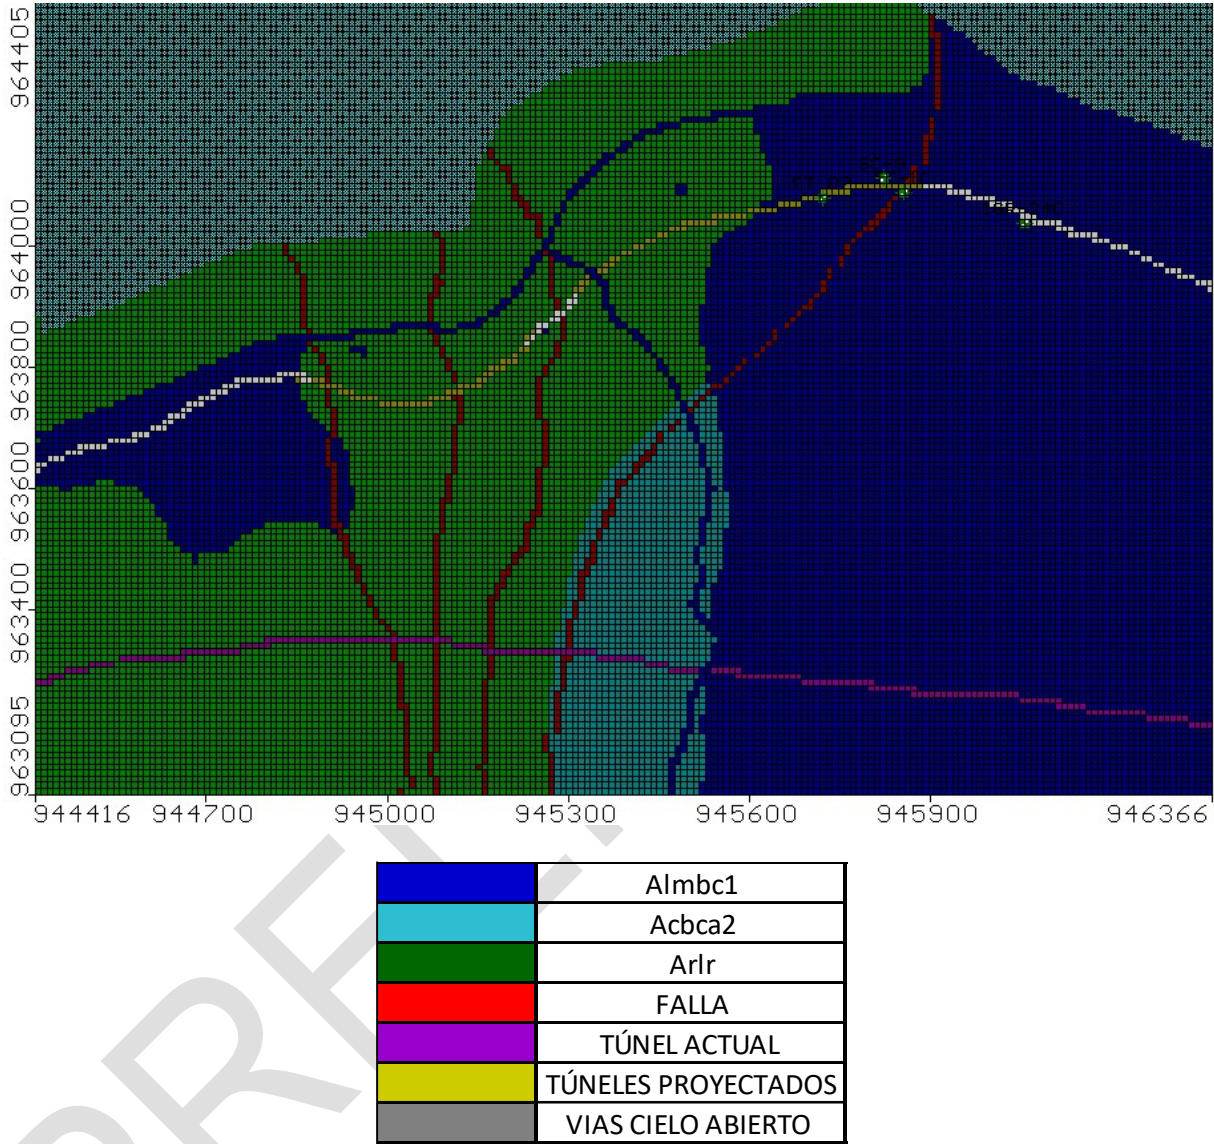 964405
964000
963800
963600
963400
963095
944416 944700 945000 945300 945600 945900 946366
Almbc1
Acbca2
Arlr
FALLA
TÚNEL ACTUAL
TÚNELES PROYECTADOS
VIAS CIELO ABIERTO